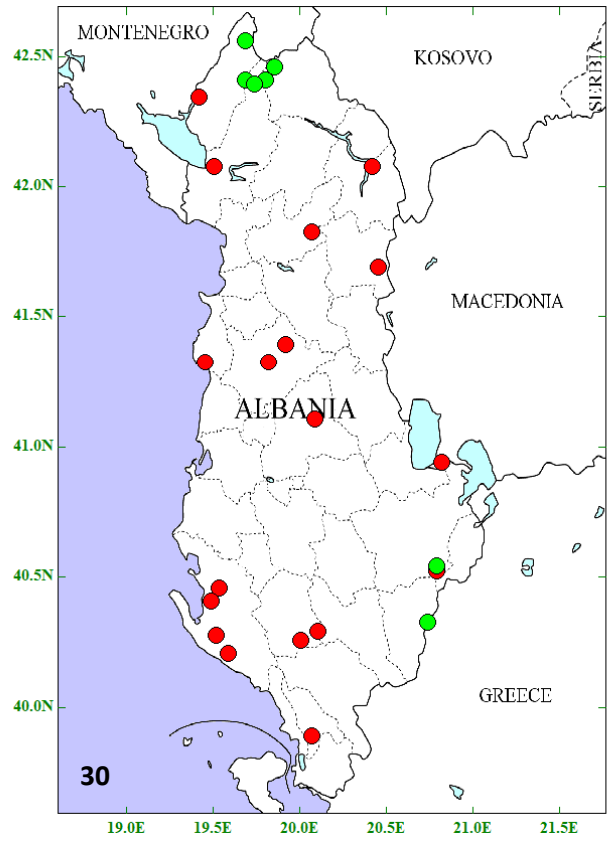 MONTENEGRO
42.5N
KOSOVO
SERBIA
42.0N
41.5N
MACEDONIA
ALBANIA
41.0N
40.5N
GREECE
40.0N
30
19.0E 19.5E 20.0E 20.5E 21.0E 21.5E